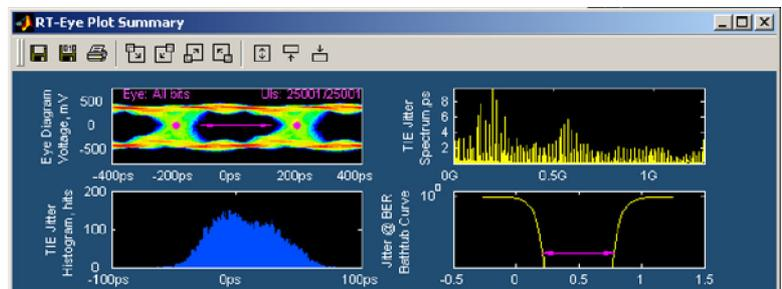 RT-Eye Plot Summary
Eye: All bits
UIs: 25001/25001
Eye Diagram
Voltage, mV
500
0
-500
-400ps
-200ps
0ps
200ps
400ps
TIE Jitter
Spectrum,ps
8
6
4
2
0G
0.5G
1G
TIE Jitter
Histogram, hits
200
100
0
-100ps
0ps
100ps
Jitter @ BER
Bathtub Curve
10^0
-0.5
0
0.5
1
1.5